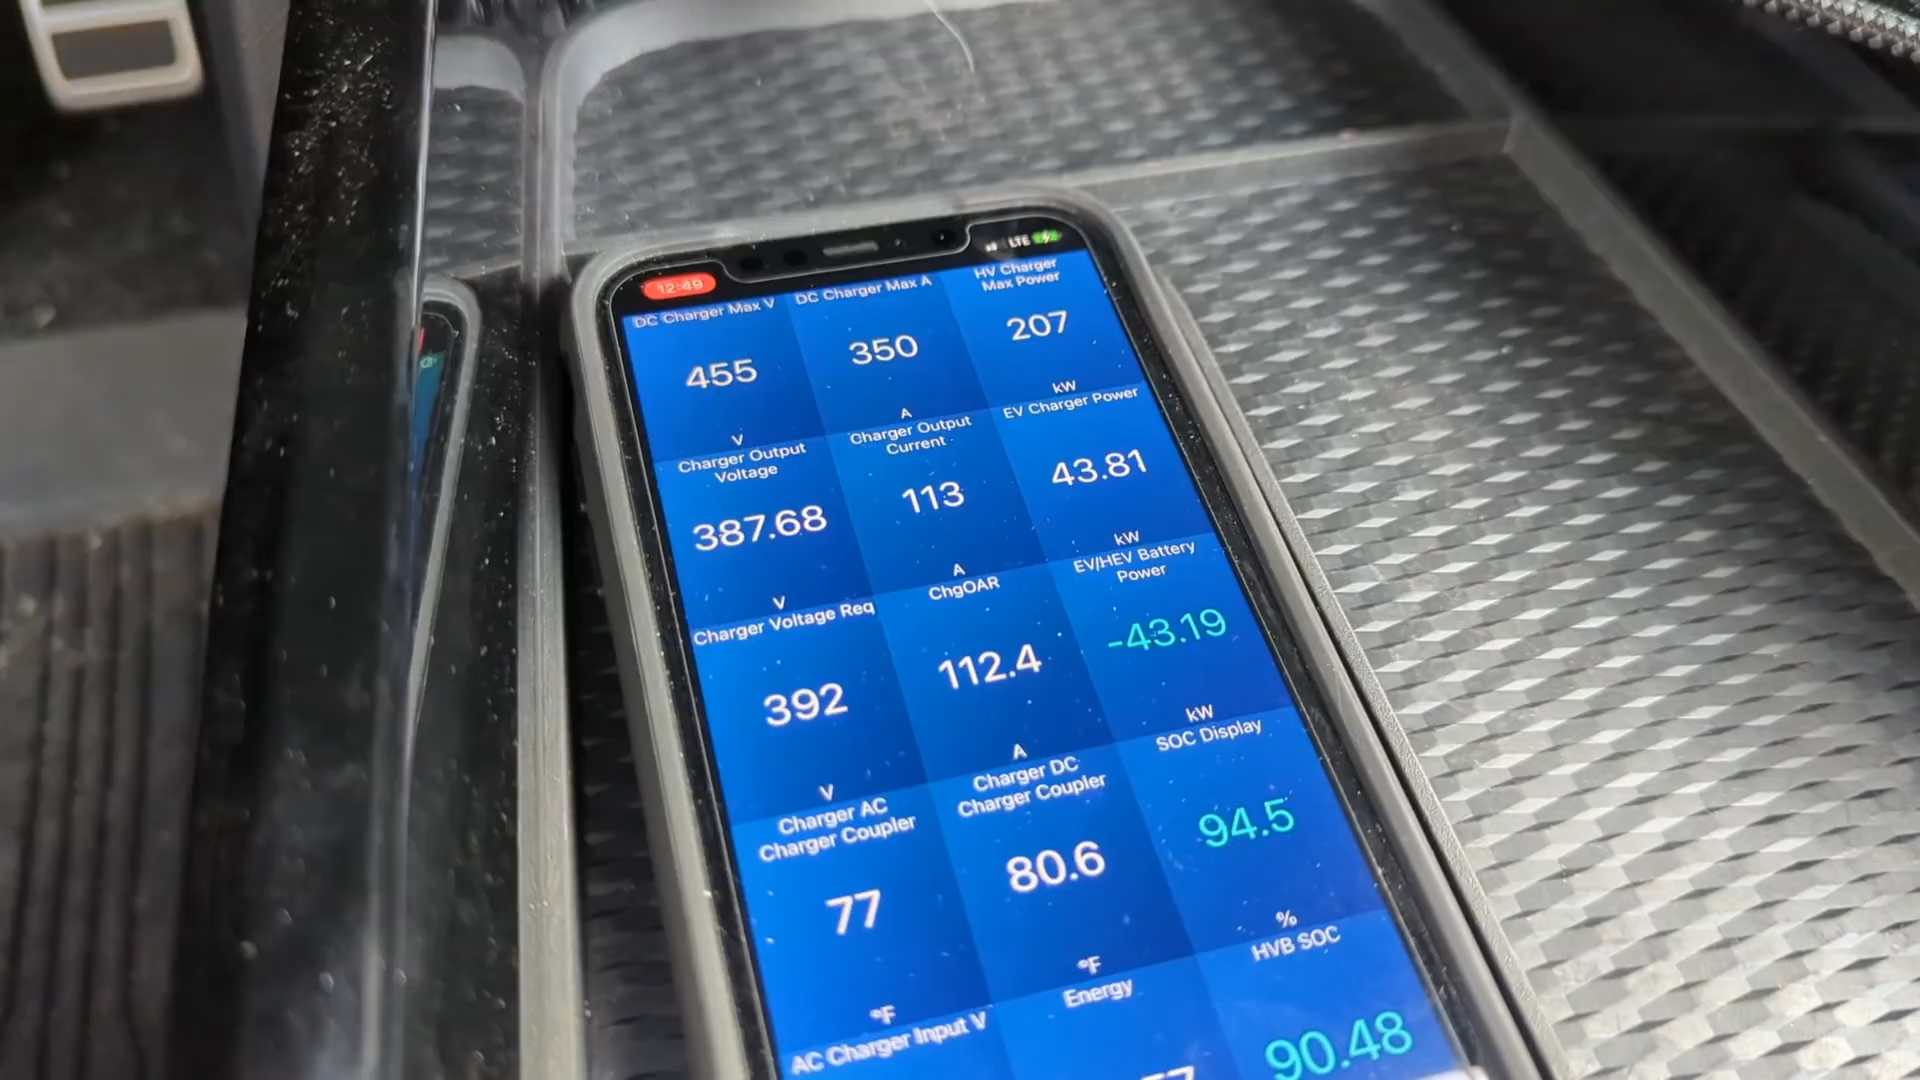 12:49
LTE
DC Charger Max V
455
V
DC Charger Max A
350
A
HV Charger
Max Power
207
kW
Charger Output
Voltage
387.68
V
Charger Output
Current
113
A
EV Charger Power
43.81
kW
Charger Voltage Req
392
V
ChgOAR
112.4
A
EV/HEV Battery
Power
-43.19
kW
Charger AC
Charger Coupler
77
°F
Charger DC
Charger Coupler
80.6
°F
SOC Display
94.5
%
AC Charger Input V
Energy
HVB SOC
90.48